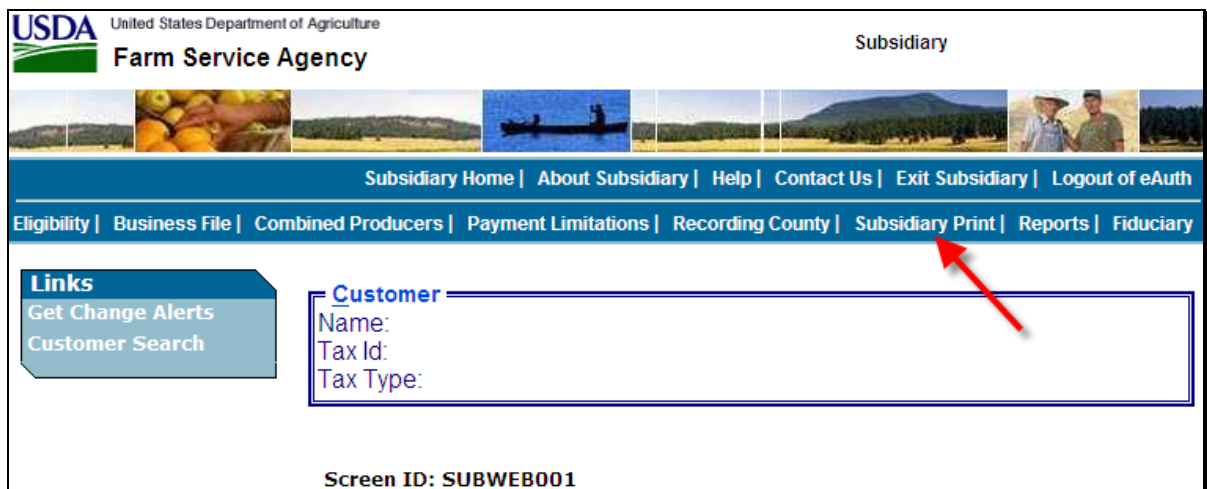 USDA United States Department of Agriculture
Farm Service Agency
Subsidiary
Subsidiary Home | About Subsidiary | Help | Contact Us | Exit Subsidiary | Logout of eAuth
Eligibility | Business File | Combined Producers | Payment Limitations | Recording County | Subsidiary Print | Reports | Fiduciary
Links
Get Change Alerts
Customer Search
Customer
Name:
Tax Id:
Tax Type:
Screen ID: SUBWEB001